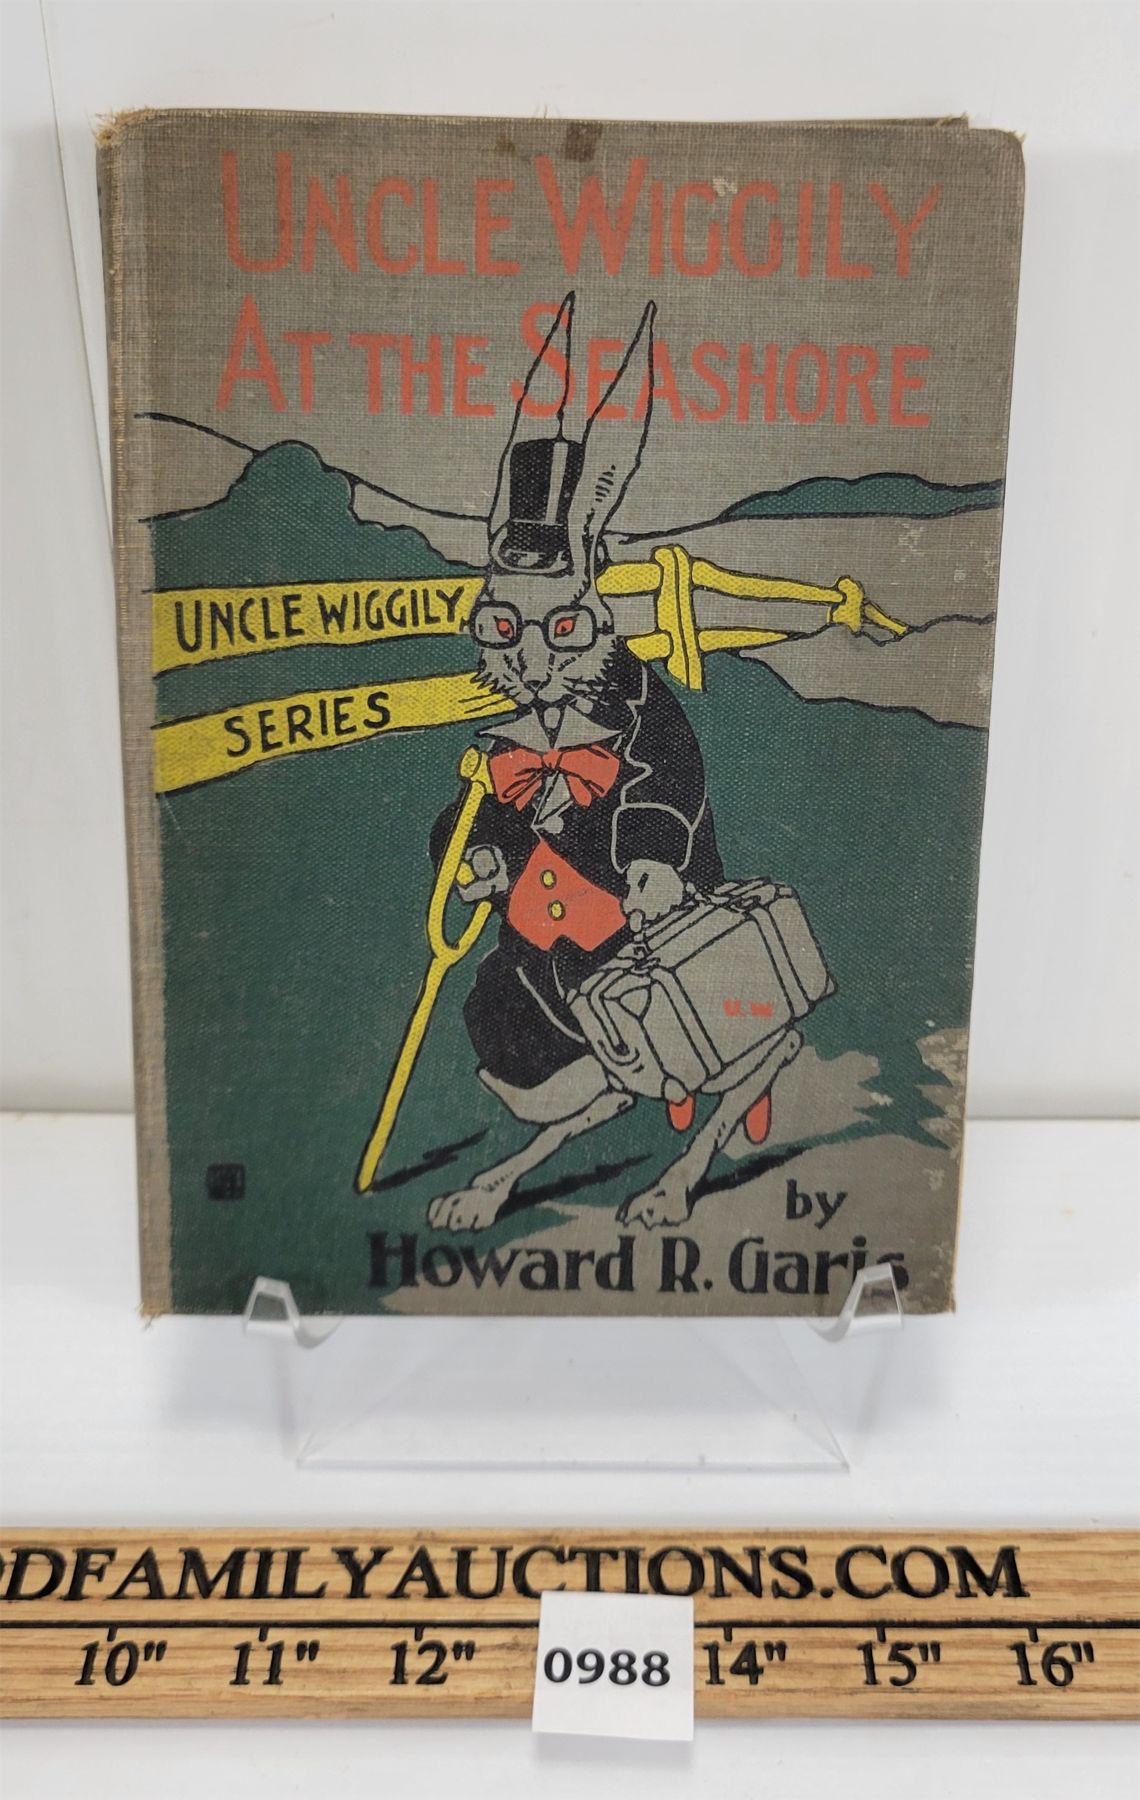 UNCLE WIGGILY
AT THE SEASHORE
UNCLE WIGGILY
SERIES
U.W
by
Howard R. Garis
ODFAMILYAUCTIONS.COM
10" 11" 12" 0988 14" 15" 16"